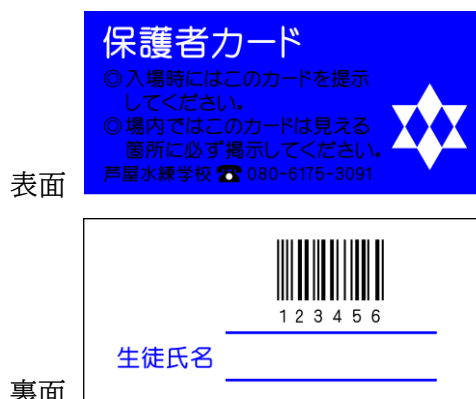 保護者カード
◎入場時にはこのカードを提示
してください。
◎場内ではこのカードは見える
箇所に必ず掲示してください。
芦屋水練学校 ☎ 080-6175-3091
表面
123456
生徒氏名
裏面